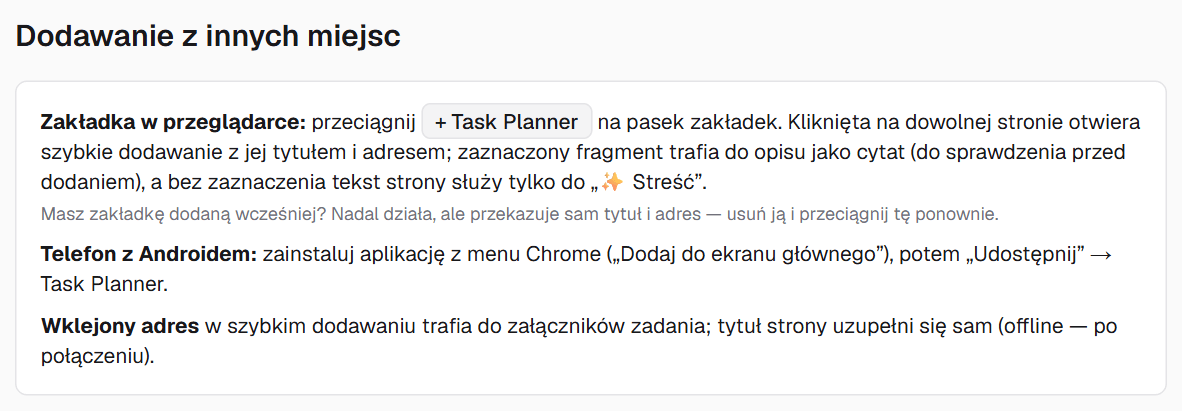 Dodawanie z innych miejsc
Zakładka w przeglądarce: przeciągnij + Task Planner na pasek zakładek. Kliknięta na dowolnej stronie otwiera
szybkie dodawanie z jej tytułem i adresem; zaznaczony fragment trafia do opisu jako cytat (do sprawdzenia przed
dodaniem), a bez zaznaczenia tekst strony służy tylko do „✨ Streść”.
Masz zakładkę dodaną wcześniej? Nadal działa, ale przekazuje sam tytuł i adres — usuń ją i przeciągnij tę ponownie.
Telefon z Androidem: zainstaluj aplikację z menu Chrome („Dodaj do ekranu głównego”), potem „Udostępnij” →
Task Planner.
Wklejony adres w szybkim dodawaniu trafia do załączników zadania; tytuł strony uzupełni się sam (offline — po
połączeniu).